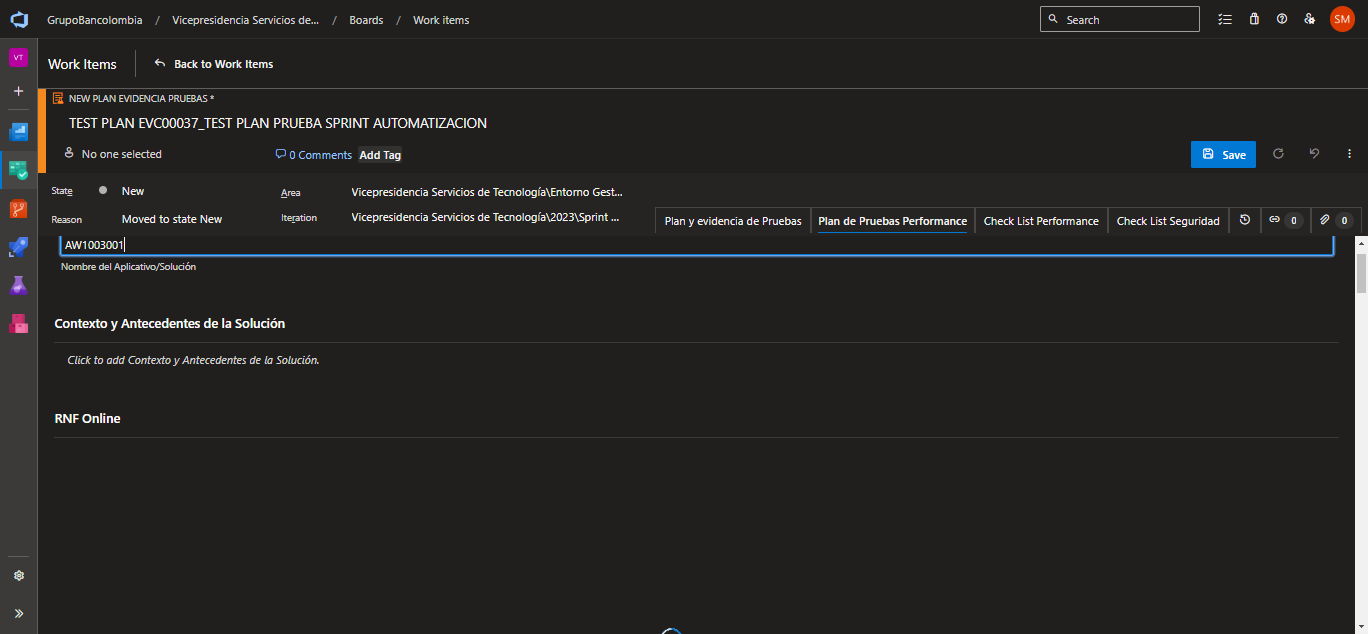 GrupoBancolombia / Vicepresidencia Servicios de... / Boards / Work items
Search
SM
VT
Work Items
Back to Work Items
NEW PLAN EVIDENCIA PRUEBAS *
TEST PLAN EVC00037_TEST PLAN PRUEBA SPRINT AUTOMATIZACION
No one selected
0 Comments
Add Tag
Save
State
New
Area
Vicepresidencia Servicios de Tecnología\Entorno Gest...
Reason
Moved to state New
Iteration
Vicepresidencia Servicios de Tecnología\2023\Sprint ...
Plan y evidencia de Pruebas
Plan de Pruebas Performance
Check List Performance
Check List Seguridad
0
0
AW1003001
Nombre del Aplicativo/Solución
Contexto y Antecedentes de la Solución
Click to add Contexto y Antecedentes de la Solución.
RNF Online